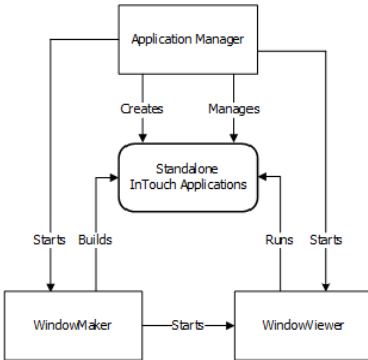 Application Manager
Creates
Manages
Standalone
InTouch Applications
Starts
Builds
Runs
Starts
WindowMaker
Starts
WindowViewer